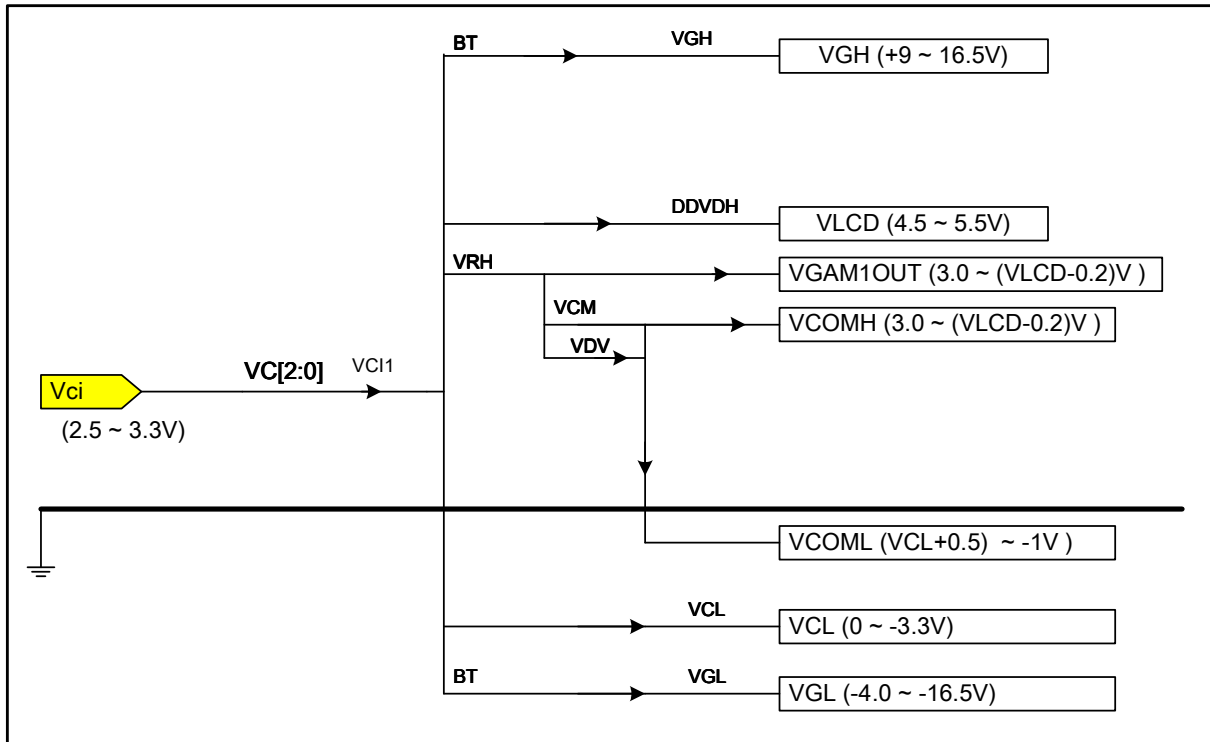 BT VGH VGH (+9 ~ 16.5V)
DDVDH VLCD (4.5 ~ 5.5V)
VRH VGAM1OUT (3.0 ~ (VLCD-0.2)V )
VCM VCOMH (3.0 ~ (VLCD-0.2)V )
VDV
Vci VC[2:0] VCI1
(2.5 ~ 3.3V)
VCOML (VCL+0.5) ~ -1V )
VCL VCL (0 ~ -3.3V)
BT VGL VGL (-4.0 ~ -16.5V)